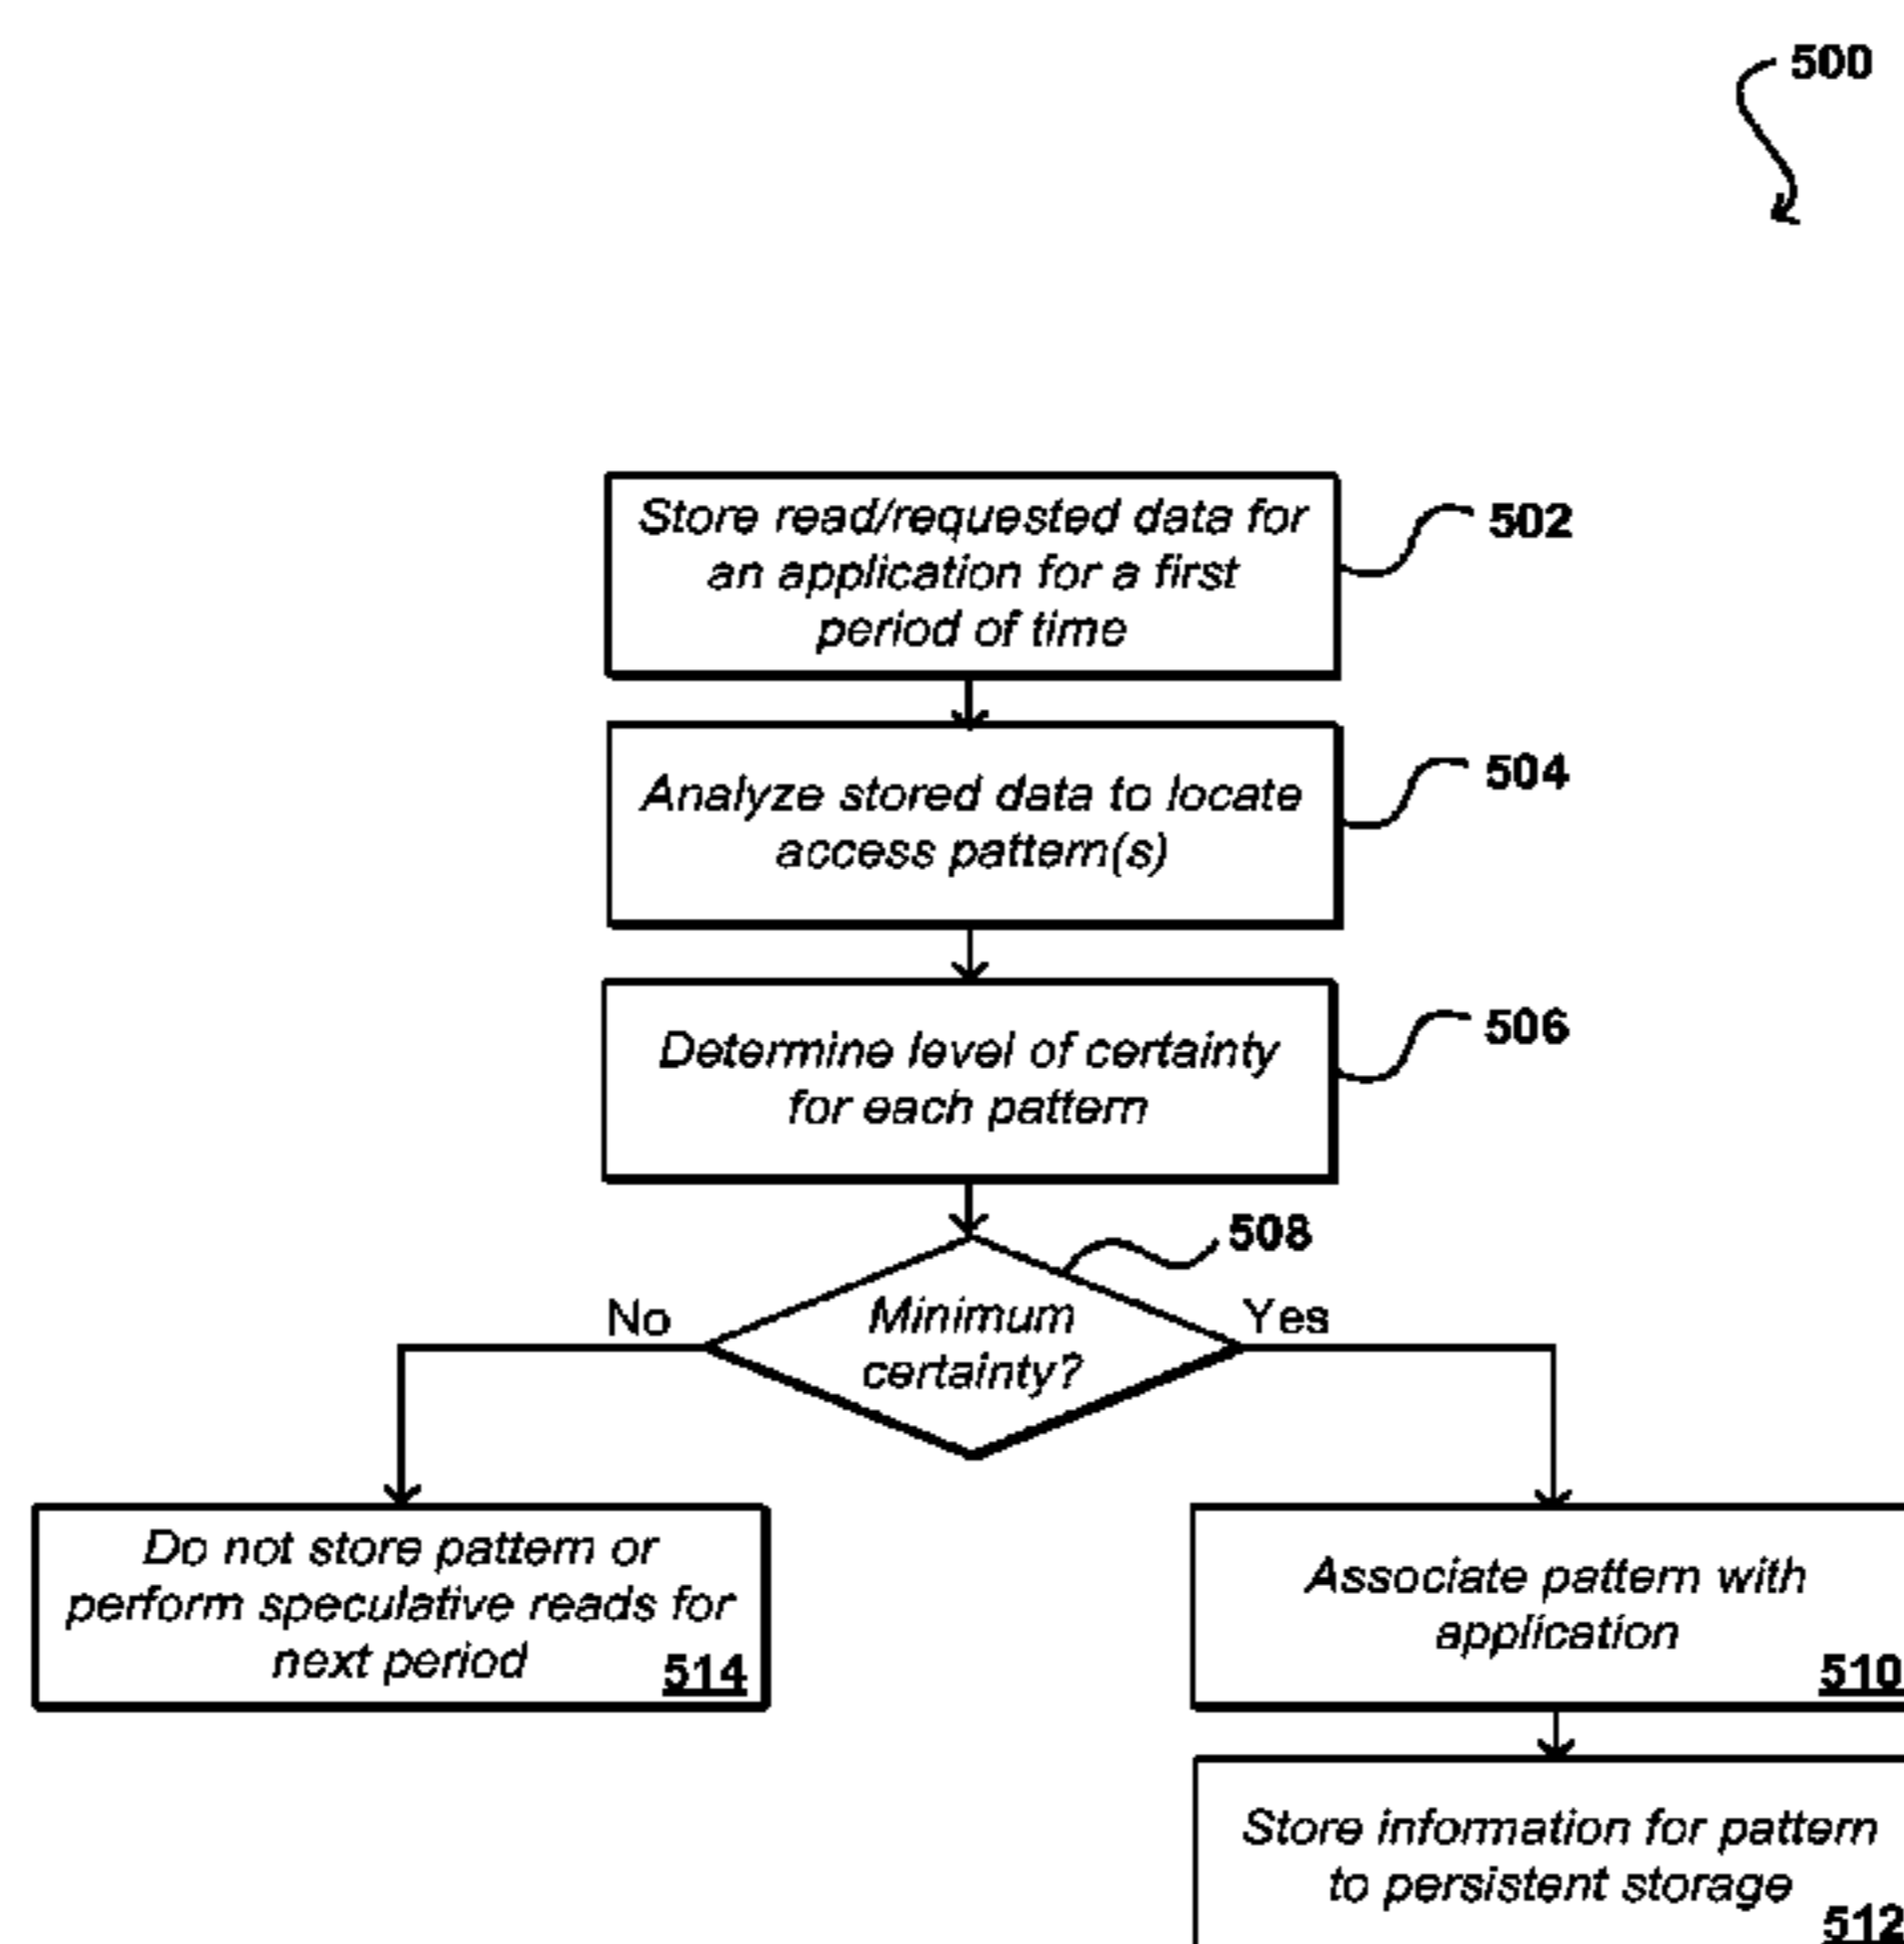 500
Store read/requested data for
an application for a first
period of time
502
Analyze stored data to locate
access pattern(s)
504
Determine level of certainty
for each pattern
506
508
No
Minimum
certainty?
Yes
Do not store pattern or
perform speculative reads for
next period
514
Associate pattern with
application
510
Store information for pattern
to persistent storage
512